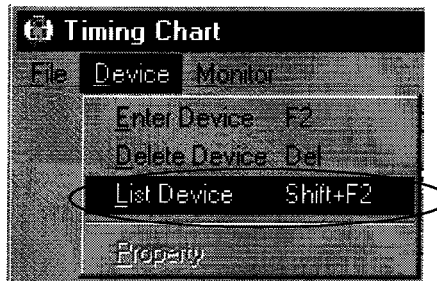 Timing Chart
File Device Monitor
Enter Device F2
Delete Device Del
List Device Shift+F2
Property